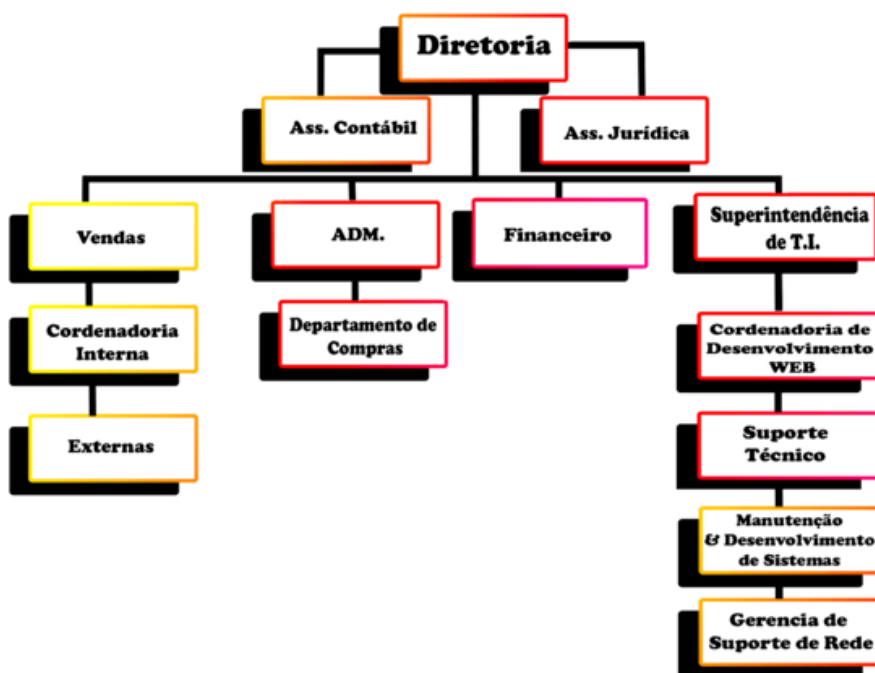 Diretoria
Ass. Contábil
Ass. Jurídica
Vendas
ADM.
Financeiro
Superintendência
de T.I.
Cordenadoria
Interna
Departamento de
Compras
Cordenadoria de
Desenvolvimento
WEB
Externas
Suporte
Técnico
Manutenção
& Desenvolvimento
de Sistemas
Gerencia de
Suporte de Rede